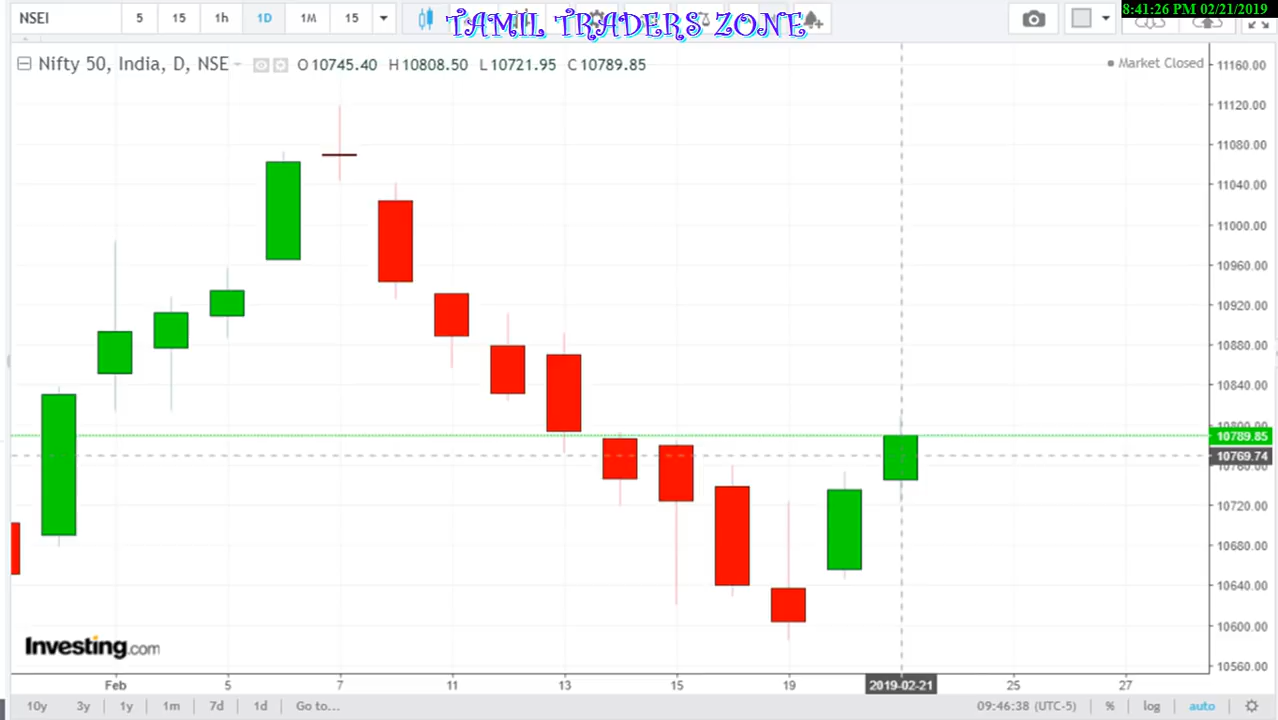 NSEI 5 15 1h 1D 1M 15
TAMIL TRADERS ZONE
8:41:26 PM 02/21/2019
Nifty 50, India, D, NSE O 10745.40 H 10808.50 L 10721.95 C 10789.85
Market Closed
11160.00
11120.00
11080.00
11040.00
11000.00
10960.00
10920.00
10880.00
10840.00
10800.00
10789.85
10769.74
10760.00
10720.00
10680.00
10640.00
10600.00
10560.00
Investing.com
Feb 5 7 11 13 15 19 2019-02-21 25 27
10y 3y 1y 1m 7d 1d Go to... 09:46:38 (UTC-5) % log auto